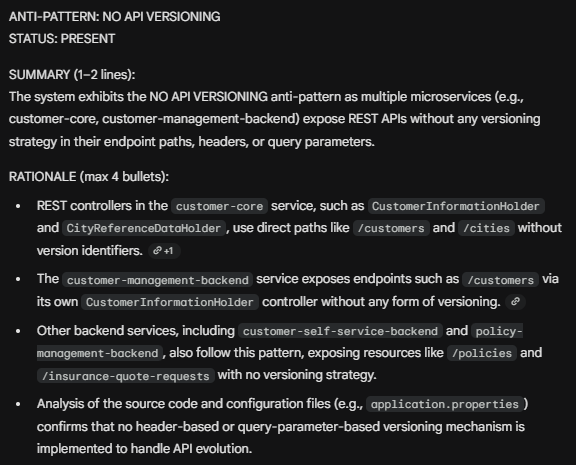 ANTI-PATTERN: NO API VERSIONING
STATUS: PRESENT
SUMMARY (1–2 lines):
The system exhibits the NO API VERSIONING anti-pattern as multiple microservices (e.g.,
customer-core, customer-management-backend) expose REST APIs without any versioning
strategy in their endpoint paths, headers, or query parameters.
RATIONALE (max 4 bullets):
• REST controllers in the customer-core service, such as CustomerInformationHolder
and CityReferenceDataHolder, use direct paths like /customers and /cities without
version identifiers. +1
• The customer-management-backend service exposes endpoints such as /customers via
its own CustomerInformationHolder controller without any form of versioning.
• Other backend services, including customer-self-service-backend and policy-
management-backend, also follow this pattern, exposing resources like /policies and
/insurance-quote-requests with no versioning strategy.
• Analysis of the source code and configuration files (e.g., application.properties)
confirms that no header-based or query-parameter-based versioning mechanism is
implemented to handle API evolution.